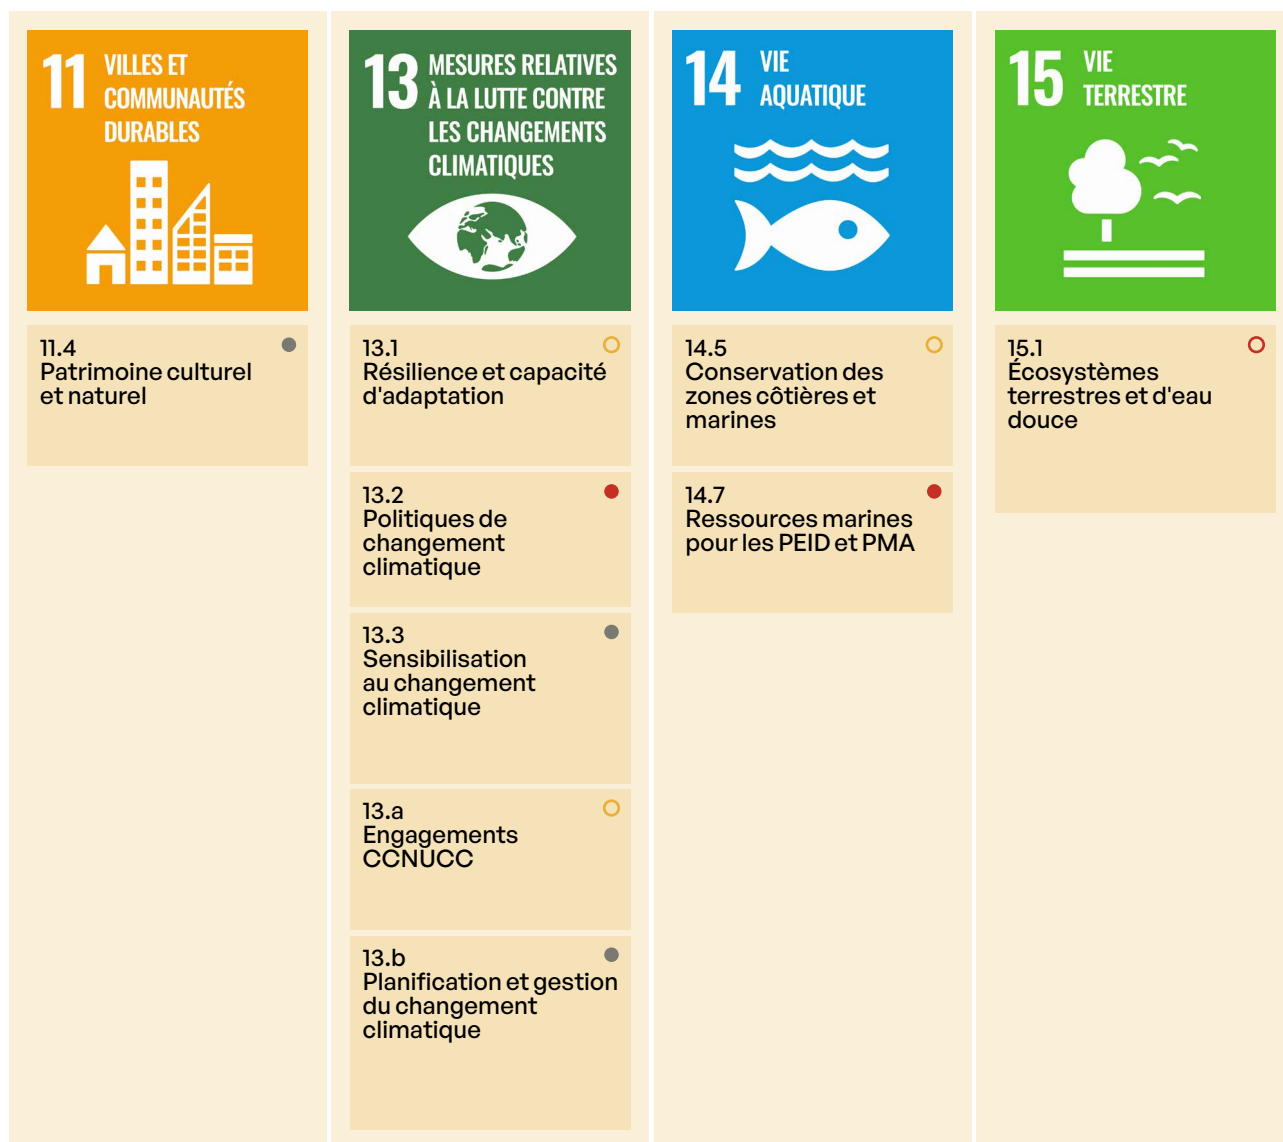 11
VILLES ET
COMMUNAUTÉS
DURABLES
11.4
Patrimoine culturel
et naturel
13
MESURES RELATIVES
À LA LUTTE CONTRE
LES CHANGEMENTS
CLIMATIQUES
13.1
Résilience et capacité
d'adaptation
13.2
Politiques de
changement
climatique
13.3
Sensibilisation
au changement
climatique
13.a
Engagements
CCNUCC
13.b
Planification et gestion
du changement
climatique
14
VIE
AQUATIQUE
14.5
Conservation des
zones côtières et
marines
14.7
Ressources marines
pour les PEID et PMA
15
VIE
TERRESTRE
15.1
Écosystèmes
terrestres et d'eau
douce